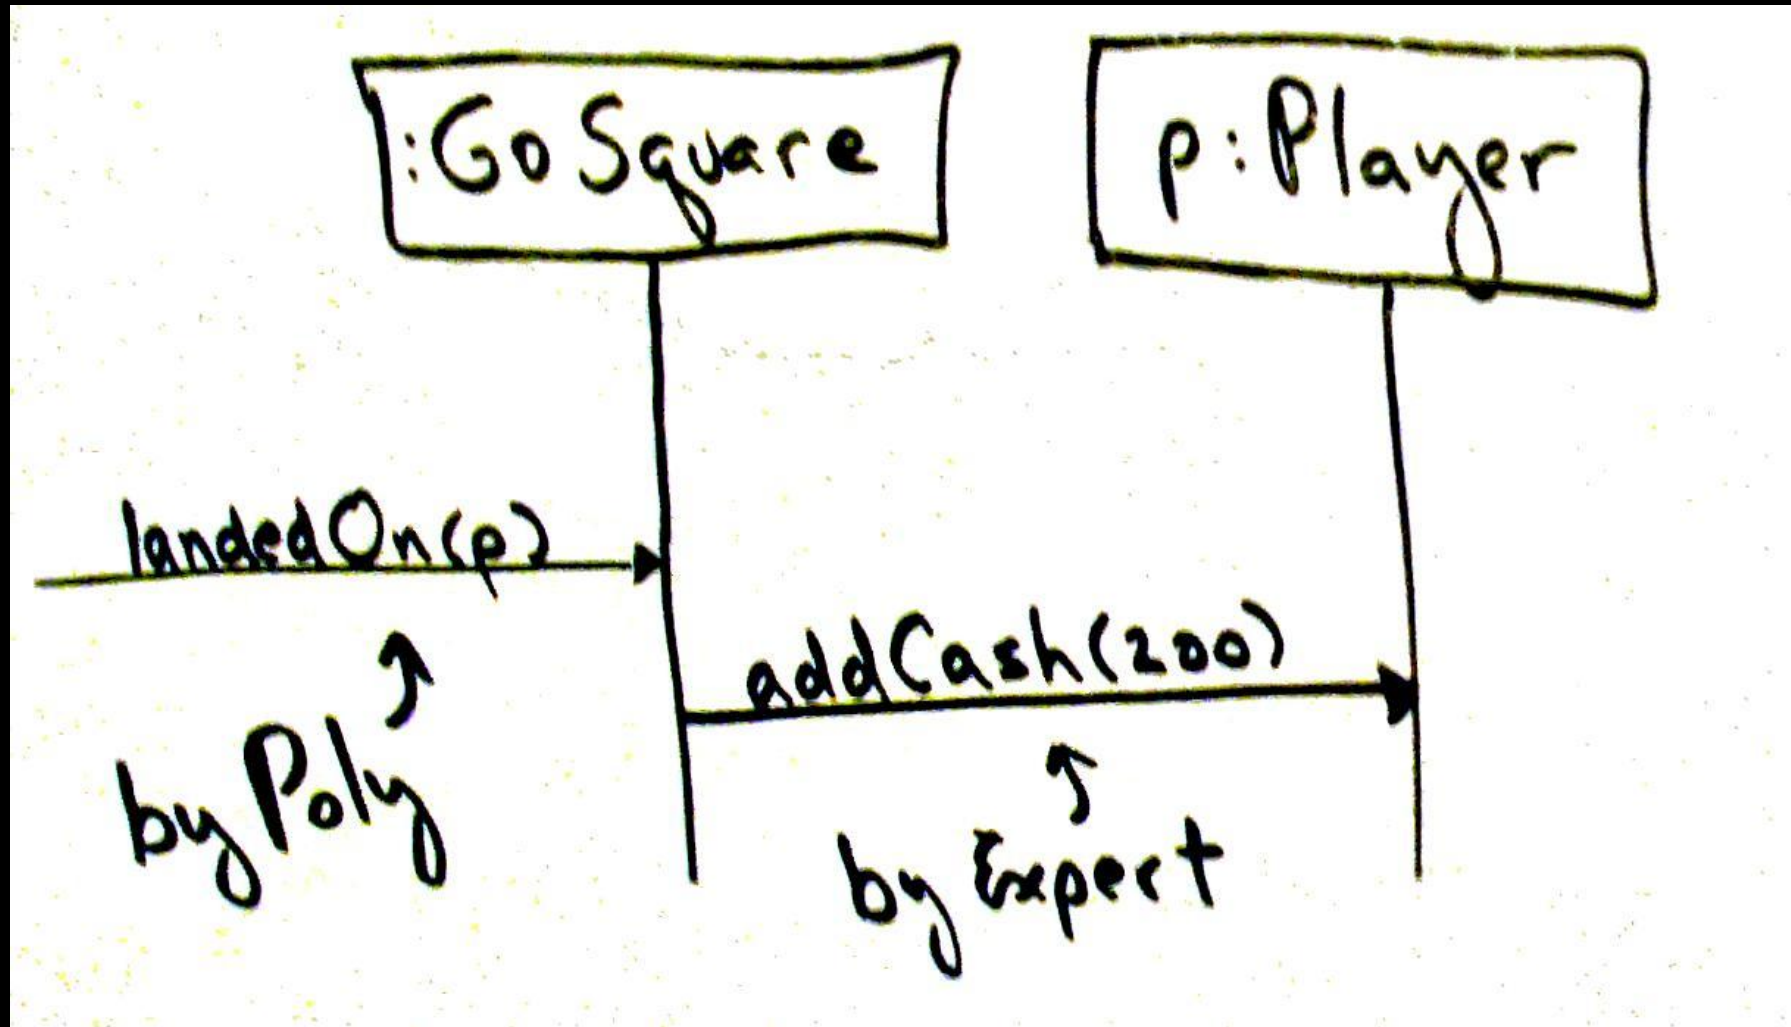 :GoSquare
p:Player
landedOn(p)
addCash(200)
by Poly
by Expert